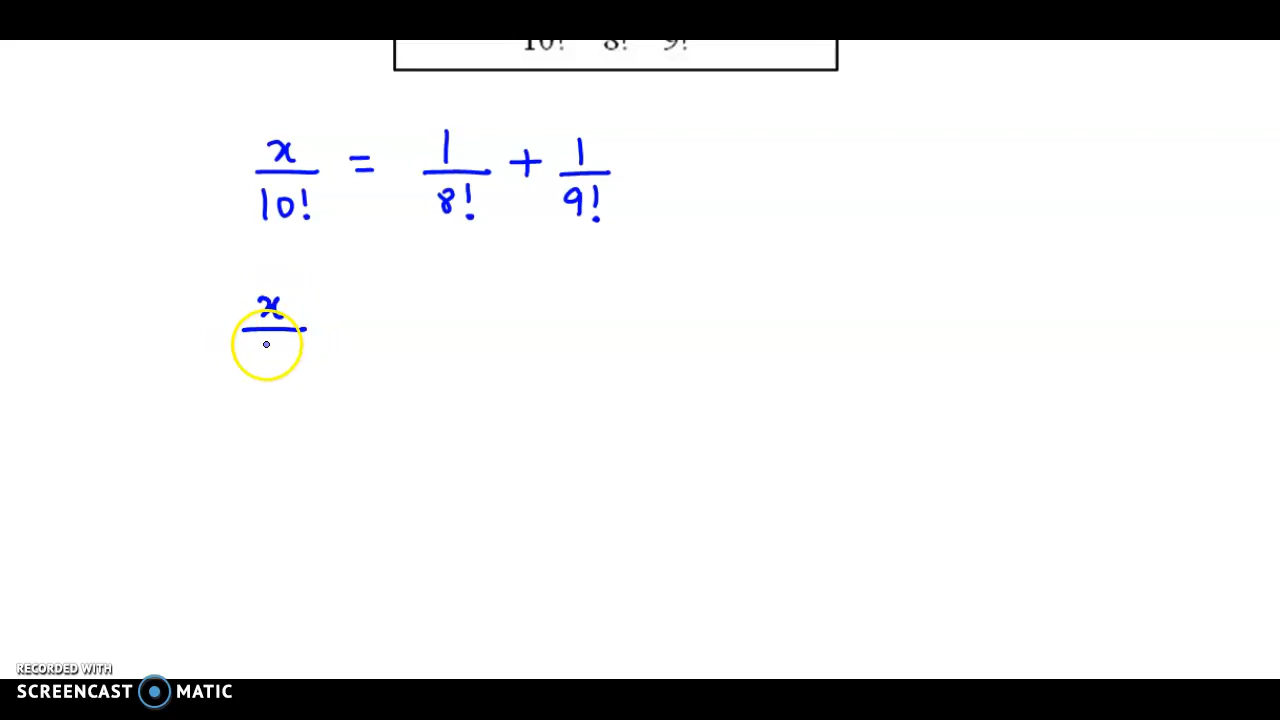 10! 8! 9!
x/10! = 1/8! + 1/9!
x
RECORDED WITH
SCREENCAST MATIC